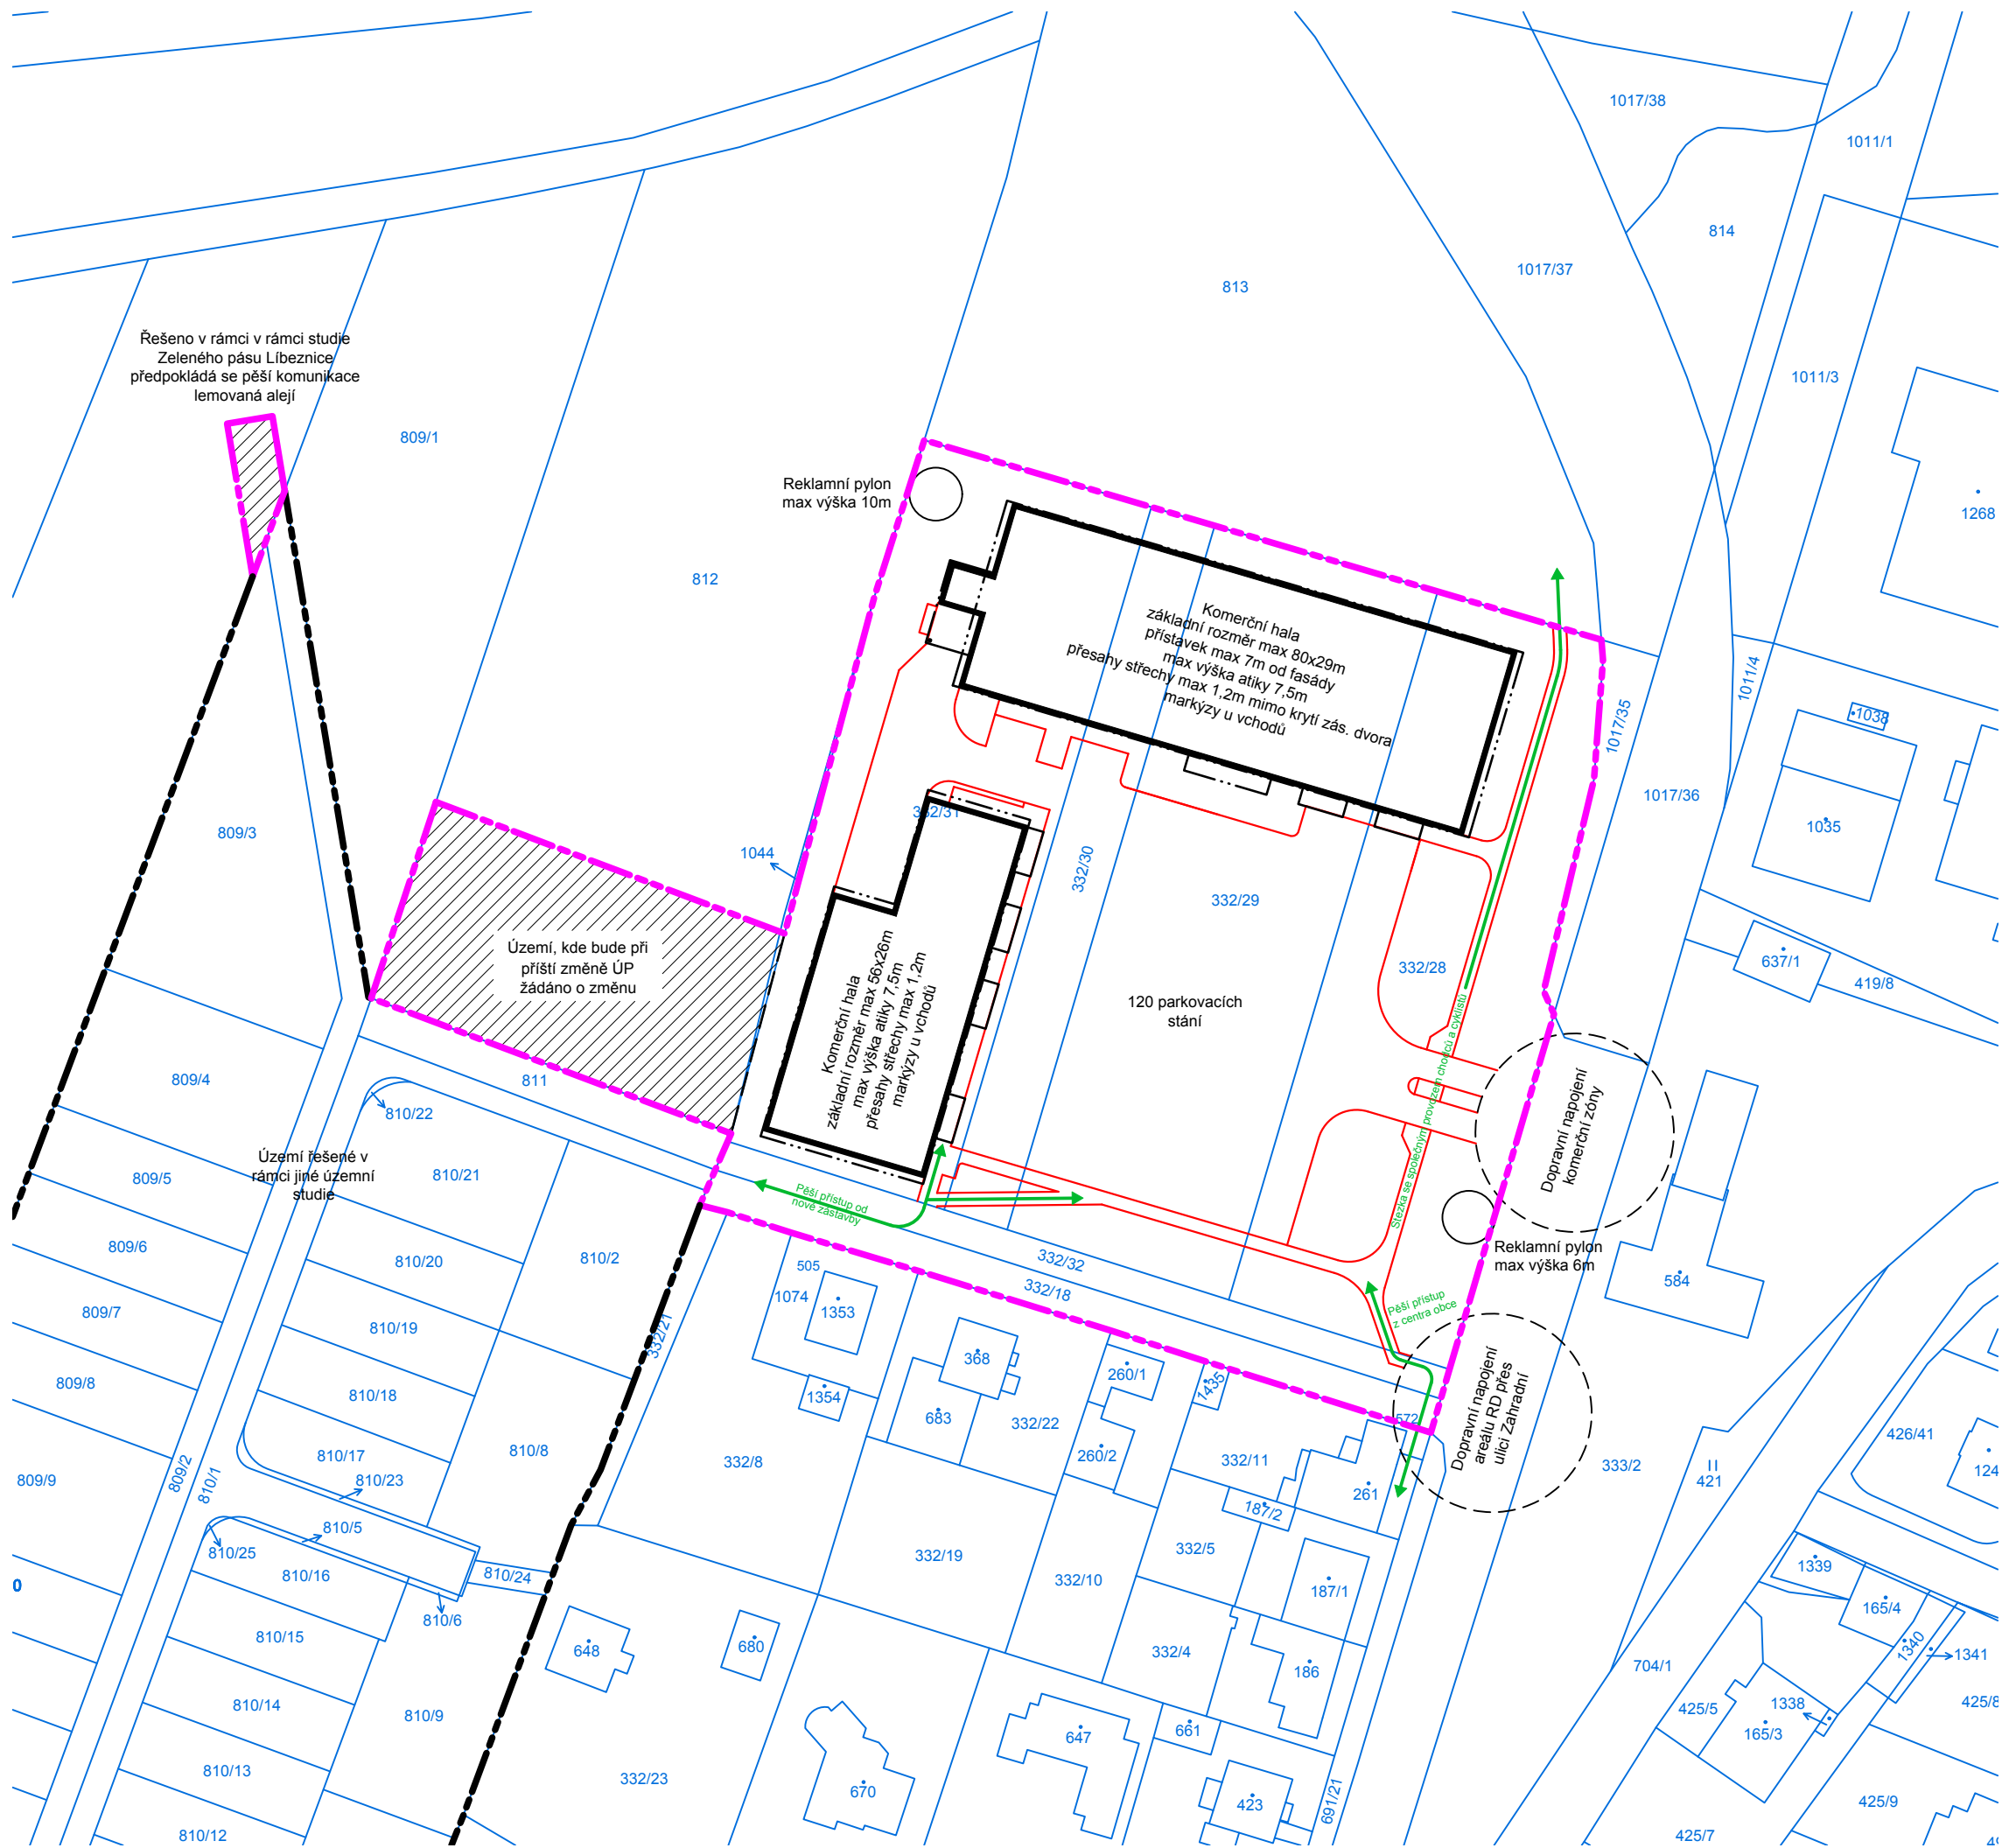 1017/38
1011/1
814
1017/37
813
Řešeno v rámci v rámci studie
Zeleného pásu Líbeznice
předpokládá se pěší komunikace
lemovaná alejí
1011/3
809/1
Reklamní pylon
max výška 10m
1268
812
Komerční hala
základní rozměr max 80x29m
přístavek max 7m od fasády
max výška atiky 7,5m
přesahy střechy max 1,2m mimo krytí zás. dvora
markýzy u vchodů
1011/4
1017/35
1038
1017/36
809/3
332/31
1035
1044
332/30
332/29
Území, kde bude při
příští změně ÚP
žádáno o změnu
Komerční hala
základní rozměr max 56x26m
max výška atiky 7,5m
přesahy střechy max 1,2m
markýzy u vchodů
332/28
637/1
419/8
120 parkovacích
stání
Stezka se společným provozem chodců a cyklistů
809/4
811
810/22
Dopravní napojení
komerční zóny
Území řešené v
rámci jiné územní
studie
809/5
810/21
Pěší přístup od
nové zástavby
809/6
810/20
810/2
505
332/32
332/18
Reklamní pylon
max výška 6m
584
1074
1353
809/7
810/19
332/21
Pěší přístup
z centra obce
809/8
810/18
1354
368
260/1
1435
683
332/22
572
Dopravní napojení
areálu RD přes
ulici Zahradní
426/41
809/9
809/2
810/1
810/17
810/23
810/8
332/8
260/2
332/11
261
333/2
421
124
187/2
810/5
810/25
810/16
810/24
332/19
332/5
332/10
187/1
1339
0
810/6
165/4
810/15
648
680
332/4
186
1340
1341
704/1
810/14
810/9
647
661
425/5
1338
165/3
425/8
810/13
332/23
670
423
691/21
425/9
810/12
425/7